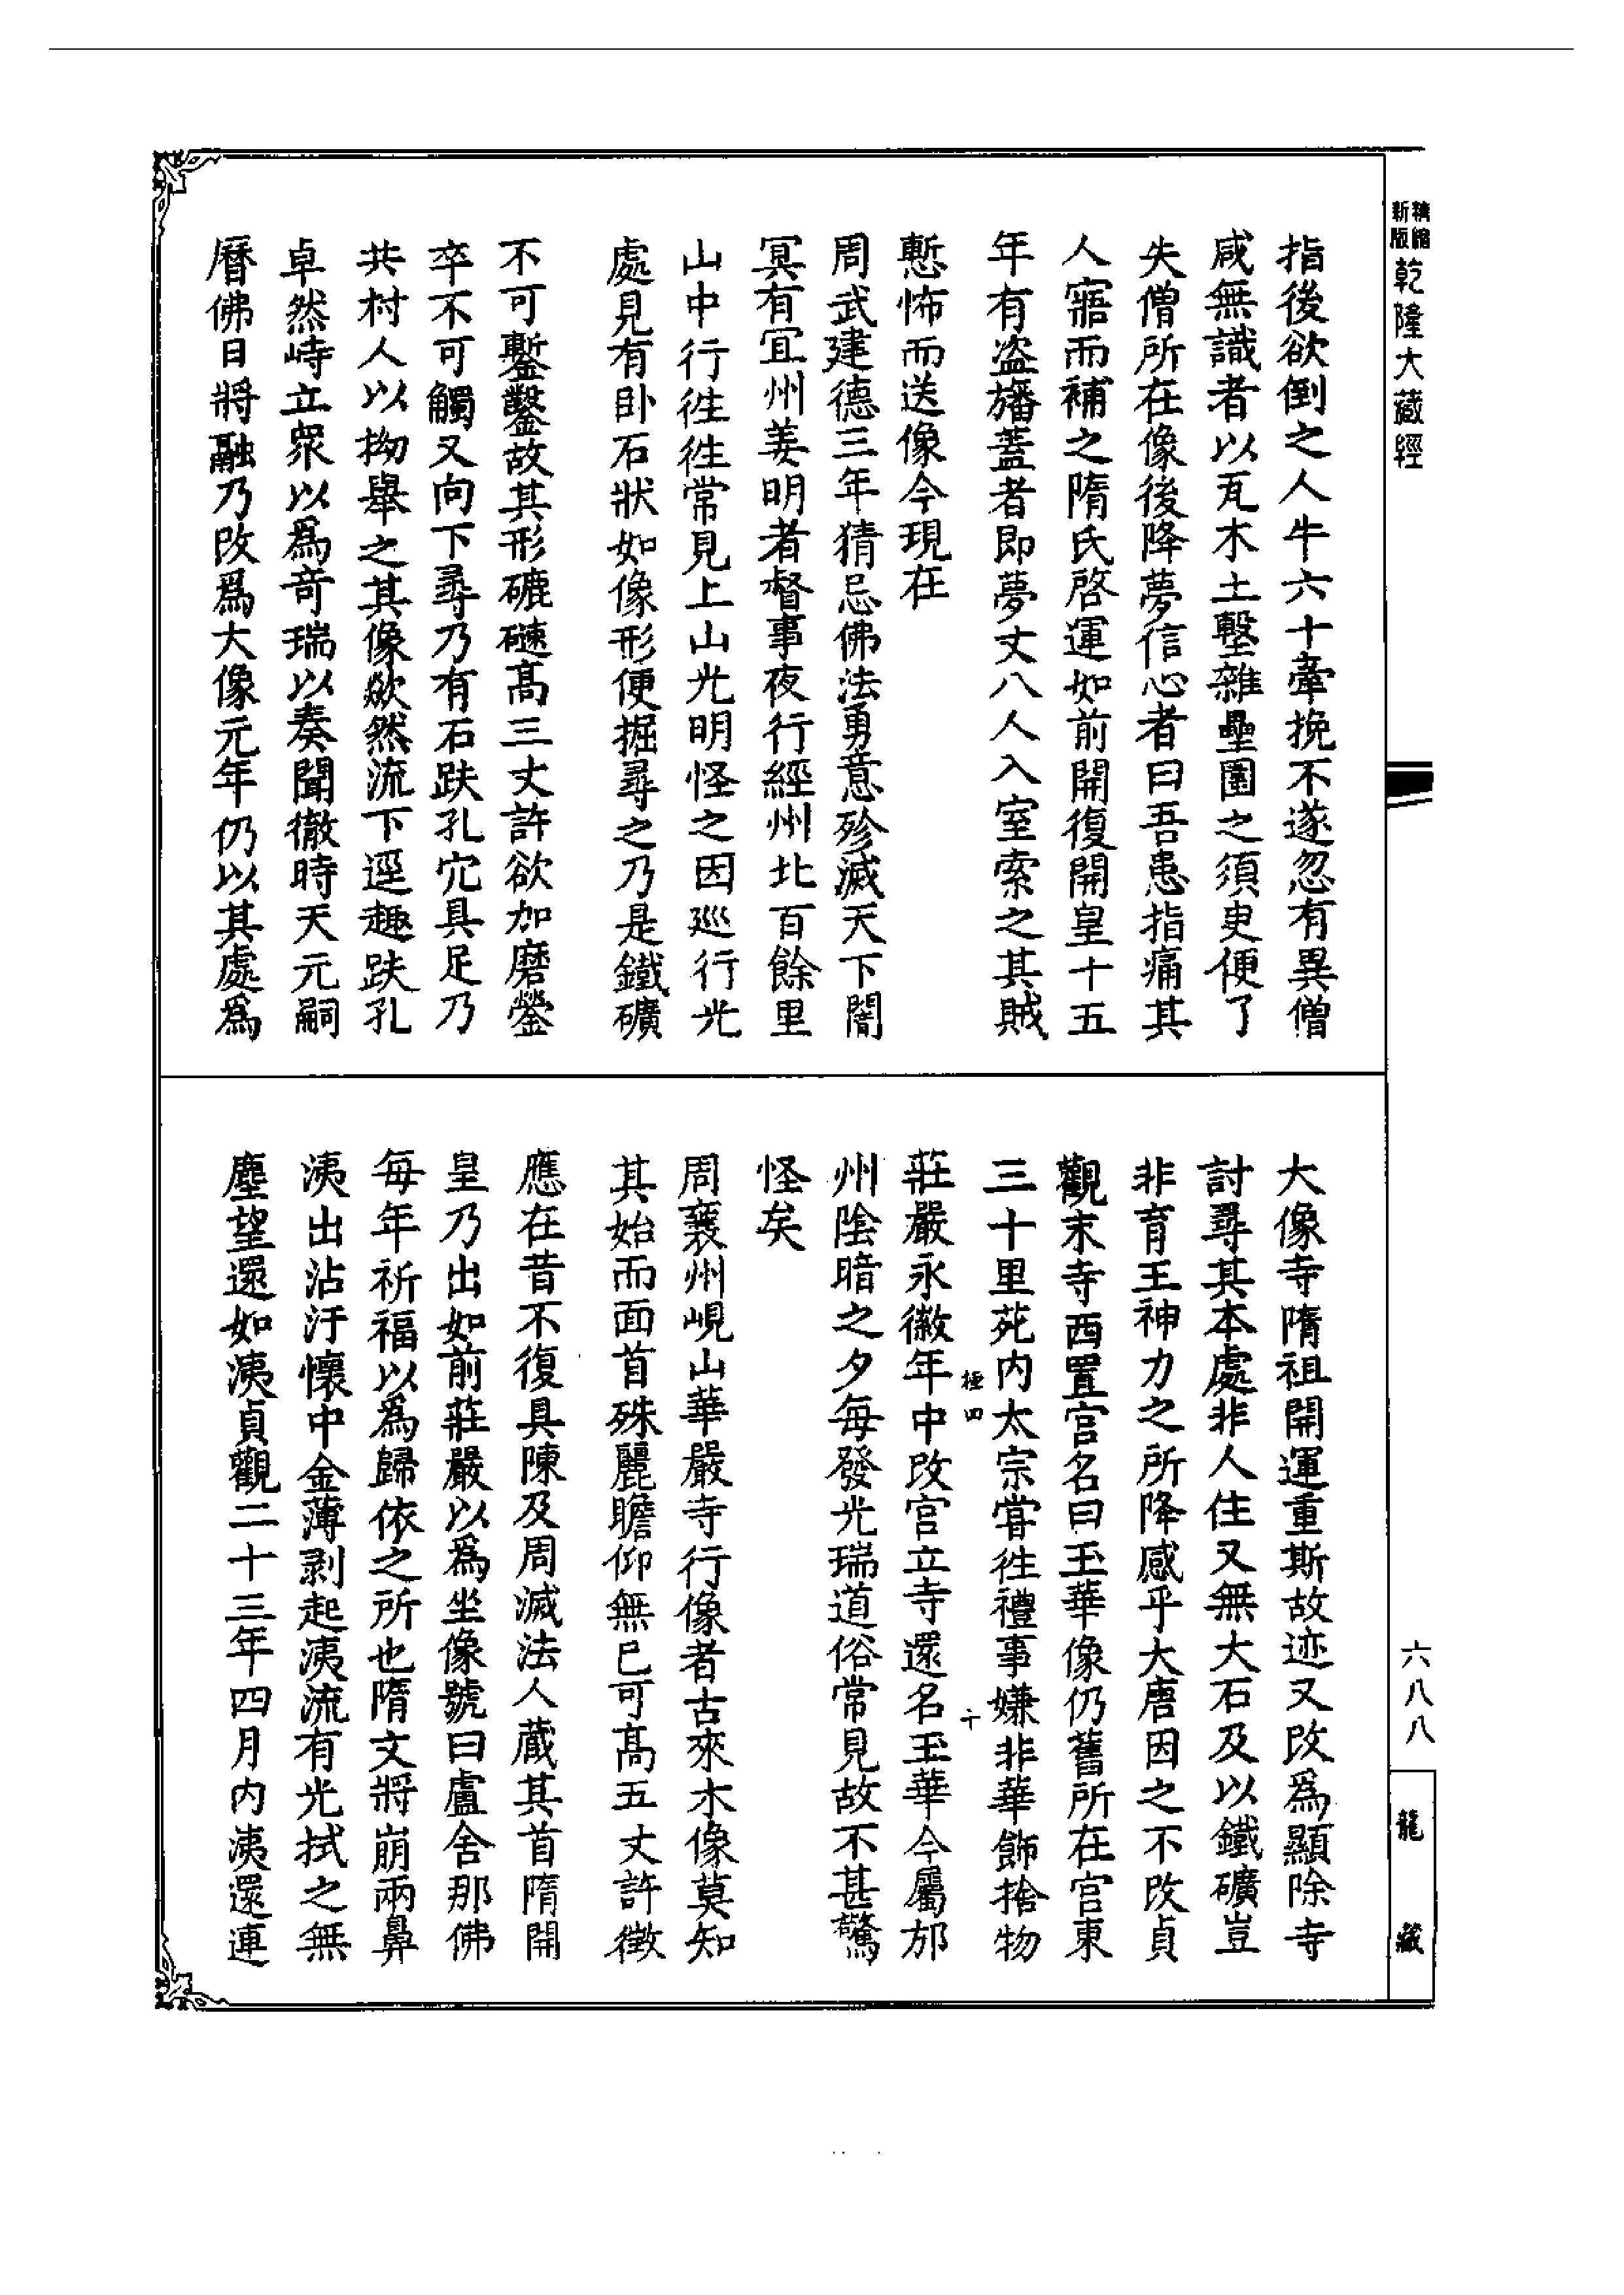 精縮新版乾隆大藏經
指後欲倒之人牛六十牽挽不遂忽有異僧
咸無識者以瓦木土墼雜壘圍之須臾便了
失僧所在像後降夢信心者曰吾患指痛其
人寤而補之隋氏啓運如前開復開皇十五
年有盜旛蓋者即夢丈八人入室索之其賊
慙怖而送像今現在
周武建德三年猜忌佛法勇意殄滅天下闇
冥有冝州姜明者督事夜行經州北百餘里
山中行徃徃常見上山光明怪之因巡行光
處見有卧石狀如像形便掘尋之乃是鐵礦
不可鏨鑿故其形磇磓高三丈許欲加磨鎣
卒不可觸又向下尋乃有石趺孔穴具足乃
共村人以拗舉之其像歘然流下逕趣趺孔
卓然峙立衆以爲竒瑞以奏聞徹時天元嗣
曆佛日將融乃改爲大像元年仍以其處爲
大像寺隋祖開運重斯故迹又改爲顯除寺
討尋其本處非人住又無大石及以鐵礦豈
非育王神力之所降感乎大唐因之不改貞
觀末寺西置宮名曰玉華像仍舊所在宮東
三十里苑內太宗甞徃禮事嫌非華飾捨物
莊嚴永徽年中改宮立寺還名玉華今屬邡
州陰暗之夕每發光瑞道俗常見故不甚驚
怪矣
周襄州峴山華嚴寺行像者古來木像莫知
其始而面首殊麗瞻仰無已可高五丈許徵
應在昔不復具陳及周滅法人藏其首隋開
皇乃出如前莊嚴以爲坐像號曰盧舍那佛
每年祈福以爲歸依之所也隋文將崩兩鼻
洟出沾汙懷中金薄剥起洟流有光拭之無
塵望還如洟貞觀二十三年四月內洟還連
十
六八八
龍藏